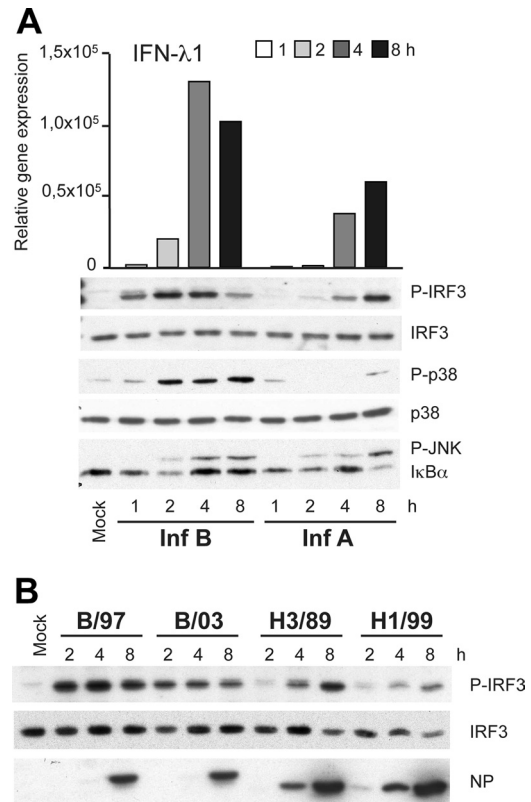 A
IFN-λ1
1 2 4 8 h
Relative gene expression
1,5x10⁵
1,0x10⁵
0,5x10⁵
0
P-IRF3
IRF3
P-p38
p38
P-JNK
IκBα
Mock 1 2 4 8 1 2 4 8 h
Inf B Inf A
B
Mock B/97 B/03 H3/89 H1/99
2 4 8 2 4 8 2 4 8 2 4 8 h
P-IRF3
IRF3
NP